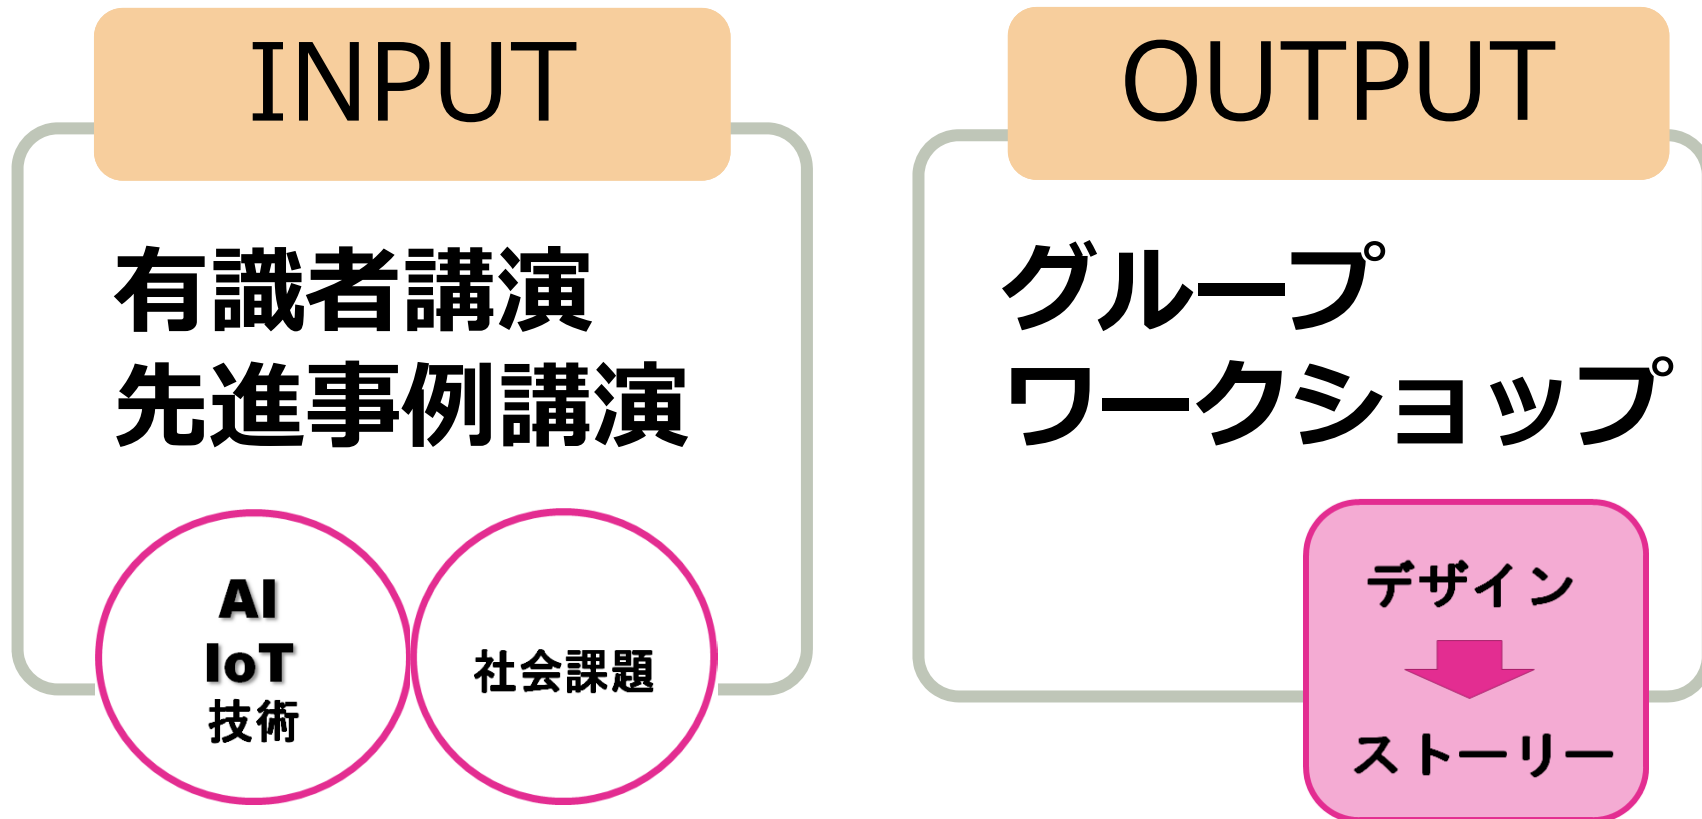 INPUT
有識者講演
先進事例講演
AI
IoT
技術
社会課題
OUTPUT
グループ
ワークショップ
デザイン
ストーリー